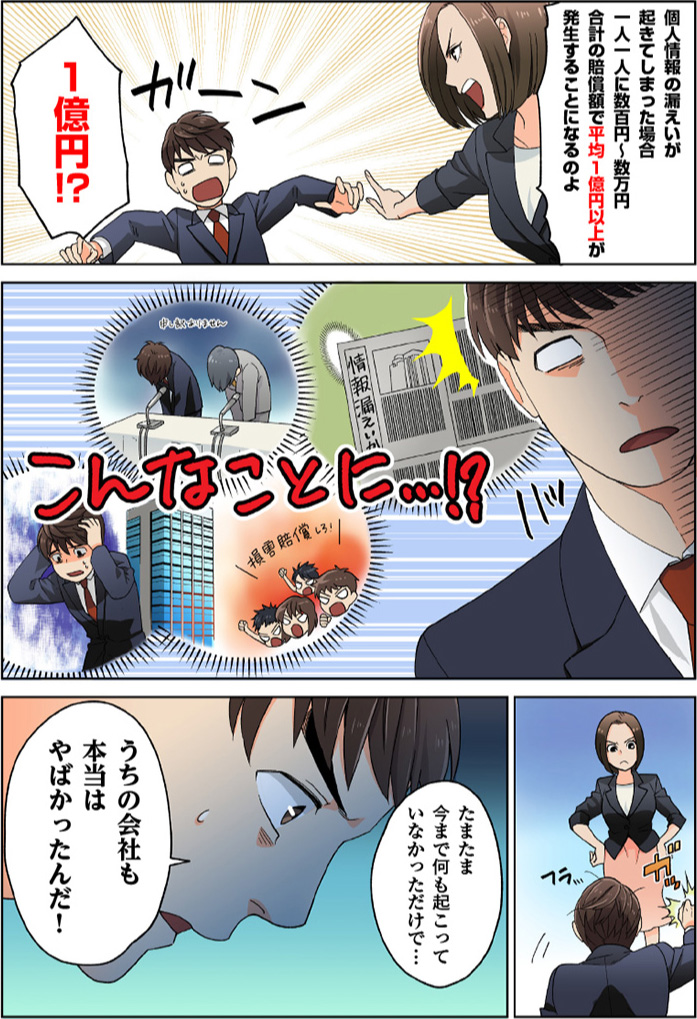 個人情報の漏えいが
起きてしまった場合
一人一人に数百円～数万円
合計の賠償額で平均１億円以上が
発生することになるのよ
ガーン
１億円!?
申し訳ありません
情報漏えいか
こんなことに…!?
損害賠償しろ！
ガッ
フラッ
たまたま
今まで何も起こって
いなかっただけで…
うちの会社も
本当は
やばかったんだ！